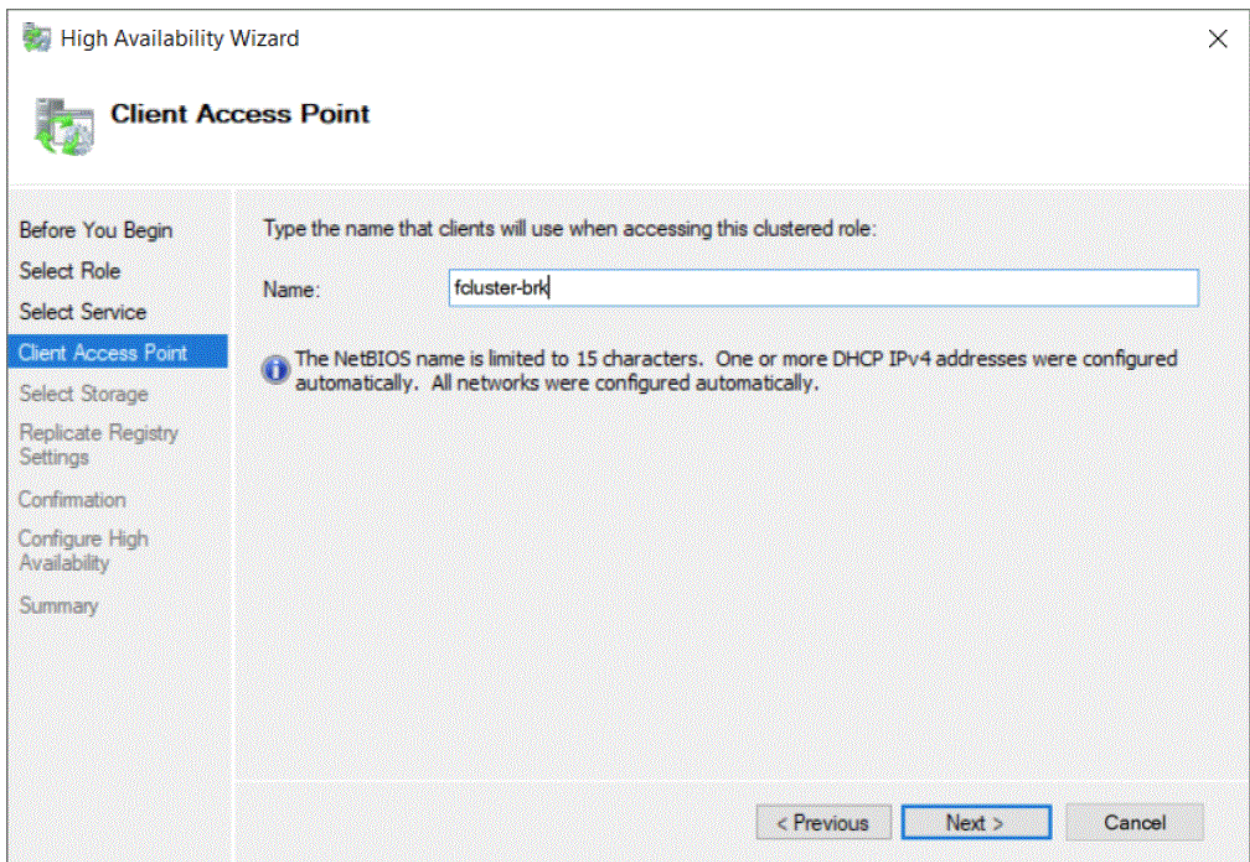 High Availability Wizard
Client Access Point
Before You Begin
Select Role
Select Service
Client Access Point
Select Storage
Replicate Registry
Settings
Confirmation
Configure High
Availability
Summary
Type the name that clients will use when accessing this clustered role:
Name: fcluster-brk
The NetBIOS name is limited to 15 characters. One or more DHCP IPv4 addresses were configured
automatically. All networks were configured automatically.
< Previous Next > Cancel